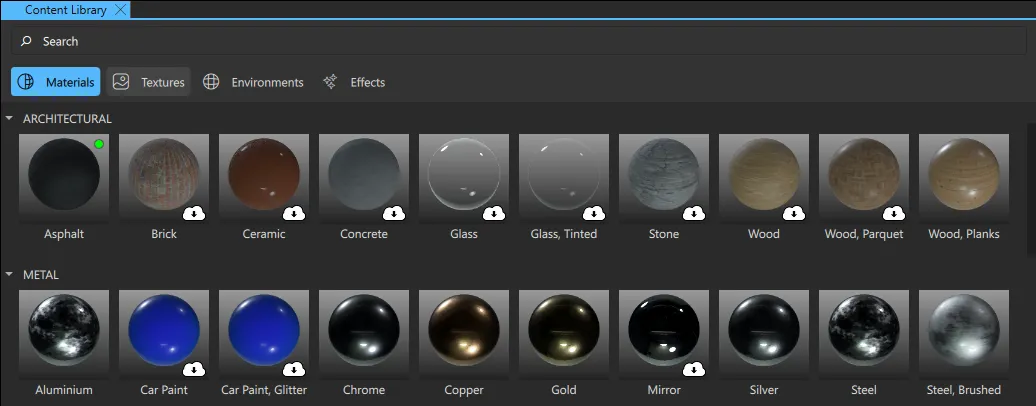 Content Library
Search
Materials Textures Environments Effects
ARCHITECTURAL
Asphalt Brick Ceramic Concrete Glass Glass, Tinted Stone Wood Wood, Parquet Wood, Planks
METAL
Aluminium Car Paint Car Paint, Glitter Chrome Copper Gold Mirror Silver Steel Steel, Brushed